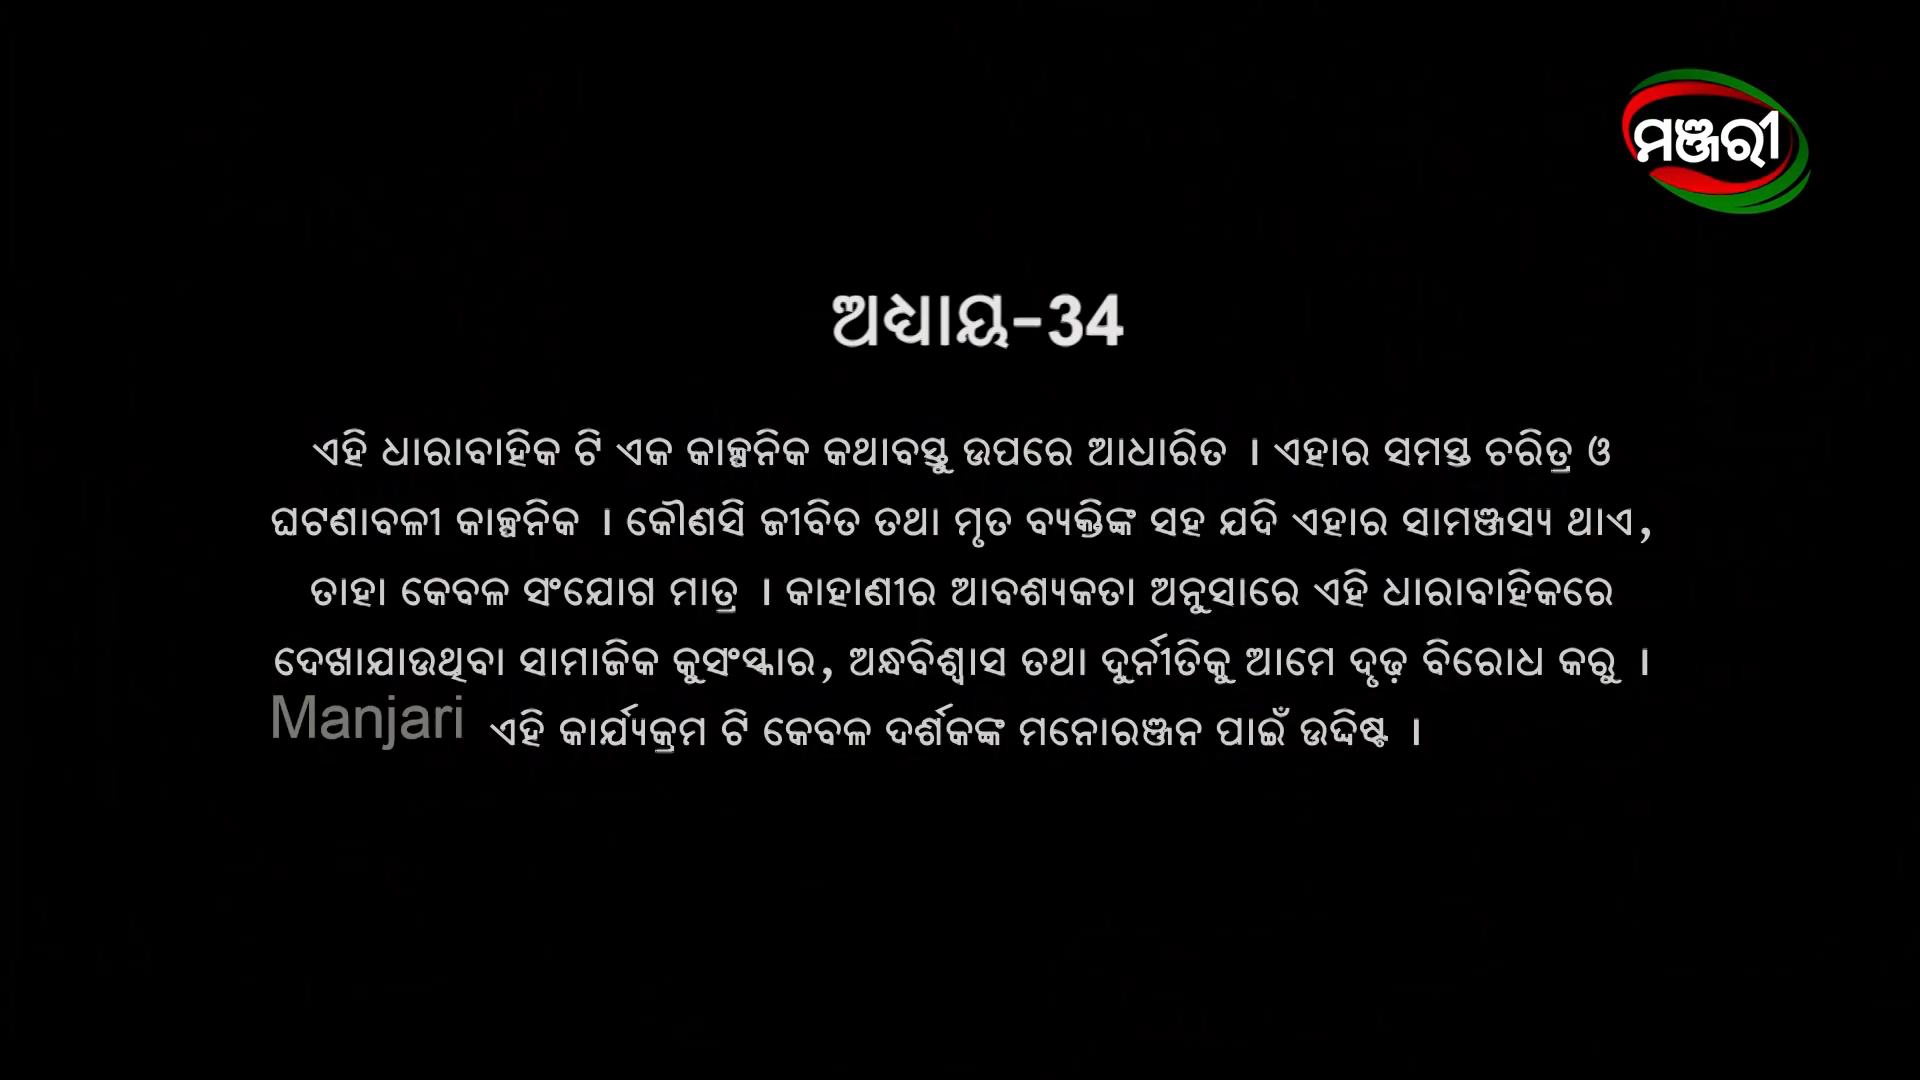 ମଞ୍ଜରୀ
ଅଧ୍ୟାୟ-34
ଏହି ଧାରାବାହିକ ଟି ଏକ କାଳ୍ପନିକ କଥାବସ୍ତୁ ଉପରେ ଆଧାରିତ । ଏହାର ସମସ୍ତ ଚରିତ୍ର ଓ
ଘଟଣାବଳୀ କାଳ୍ପନିକ । କୌଣସି ଜୀବିତ ତଥା ମୃତ ବ୍ୟକ୍ତିଙ୍କ ସହ ଯଦି ଏହାର ସାମଞ୍ଜସ୍ୟ ଥାଏ,
ତାହା କେବଳ ସଂଯୋଗ ମାତ୍ର । କାହାଣୀର ଆବଶ୍ୟକତା ଅନୁସାରେ ଏହି ଧାରାବାହିକରେ
ଦେଖାଯାଉଥିବା ସାମାଜିକ କୁସଂସ୍କାର, ଅନ୍ଧବିଶ୍ୱାସ ତଥା ଦୁର୍ନୀତିକୁ ଆମେ ଦୃଢ଼ ବିରୋଧ କରୁ ।
Manjari
ଏହି କାର୍ଯ୍ୟକ୍ରମ ଟି କେବଳ ଦର୍ଶକଙ୍କ ମନୋରଞ୍ଜନ ପାଇଁ ଉଦ୍ଦିଷ୍ଟ ।